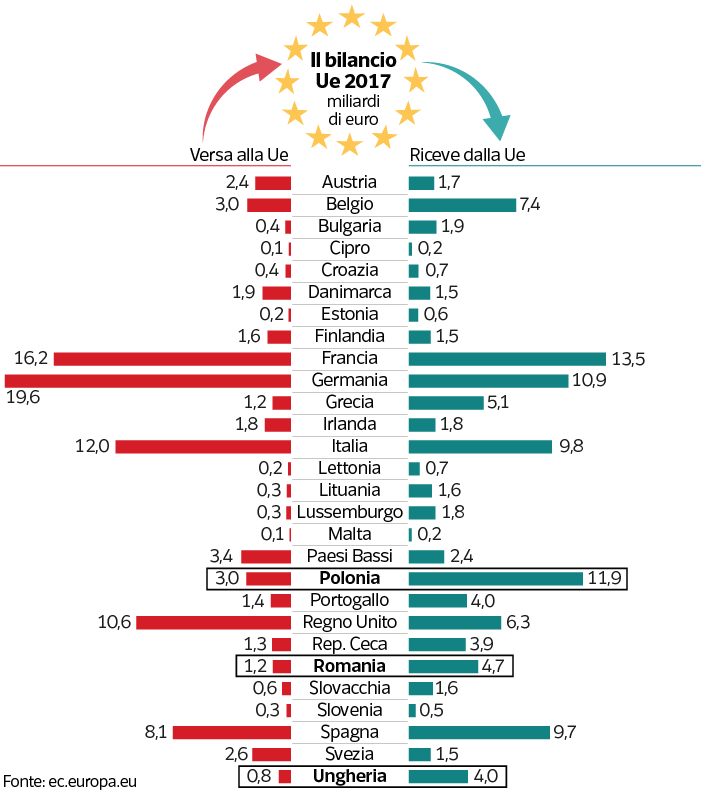 Il bilancio
Ue 2017
miliardi
di euro
Versa alla Ue Riceve dalla Ue
2,4 Austria 1,7
3,0 Belgio 7,4
0,4 Bulgaria 1,9
0,1 Cipro 0,2
0,4 Croazia 0,7
1,9 Danimarca 1,5
0,2 Estonia 0,6
1,6 Finlandia 1,5
16,2 Francia 13,5
19,6 Germania 10,9
1,2 Grecia 5,1
1,8 Irlanda 1,8
12,0 Italia 9,8
0,2 Lettonia 0,7
0,3 Lituania 1,6
0,3 Lussemburgo 1,8
0,1 Malta 0,2
3,4 Paesi Bassi 2,4
3,0 Polonia 11,9
1,4 Portogallo 4,0
10,6 Regno Unito 6,3
1,3 Rep. Ceca 3,9
1,2 Romania 4,7
0,6 Slovacchia 1,6
0,3 Slovenia 0,5
8,1 Spagna 9,7
2,6 Svezia 1,5
0,8 Ungheria 4,0
Fonte: ec.europa.eu